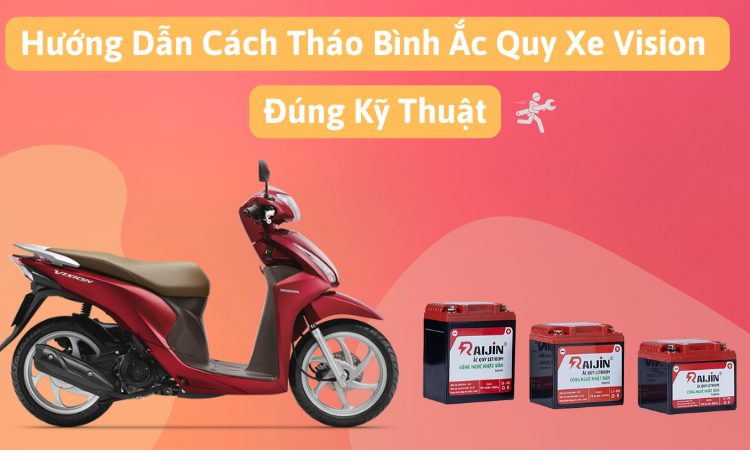 Hướng Dẫn Cách Tháo Bình Ắc Quy Xe Vision
Đúng Kỹ Thuật
VISION
HONDA
RAIJIN
ẮC QUY LITHIUM
CÔNG NGHỆ NHẬT BẢN
RAIJIN
ẮC QUY LITHIUM
CÔNG NGHỆ NHẬT BẢN
RAIJIN
ẮC QUY LITHIUM
CÔNG NGHỆ NHẬT BẢN